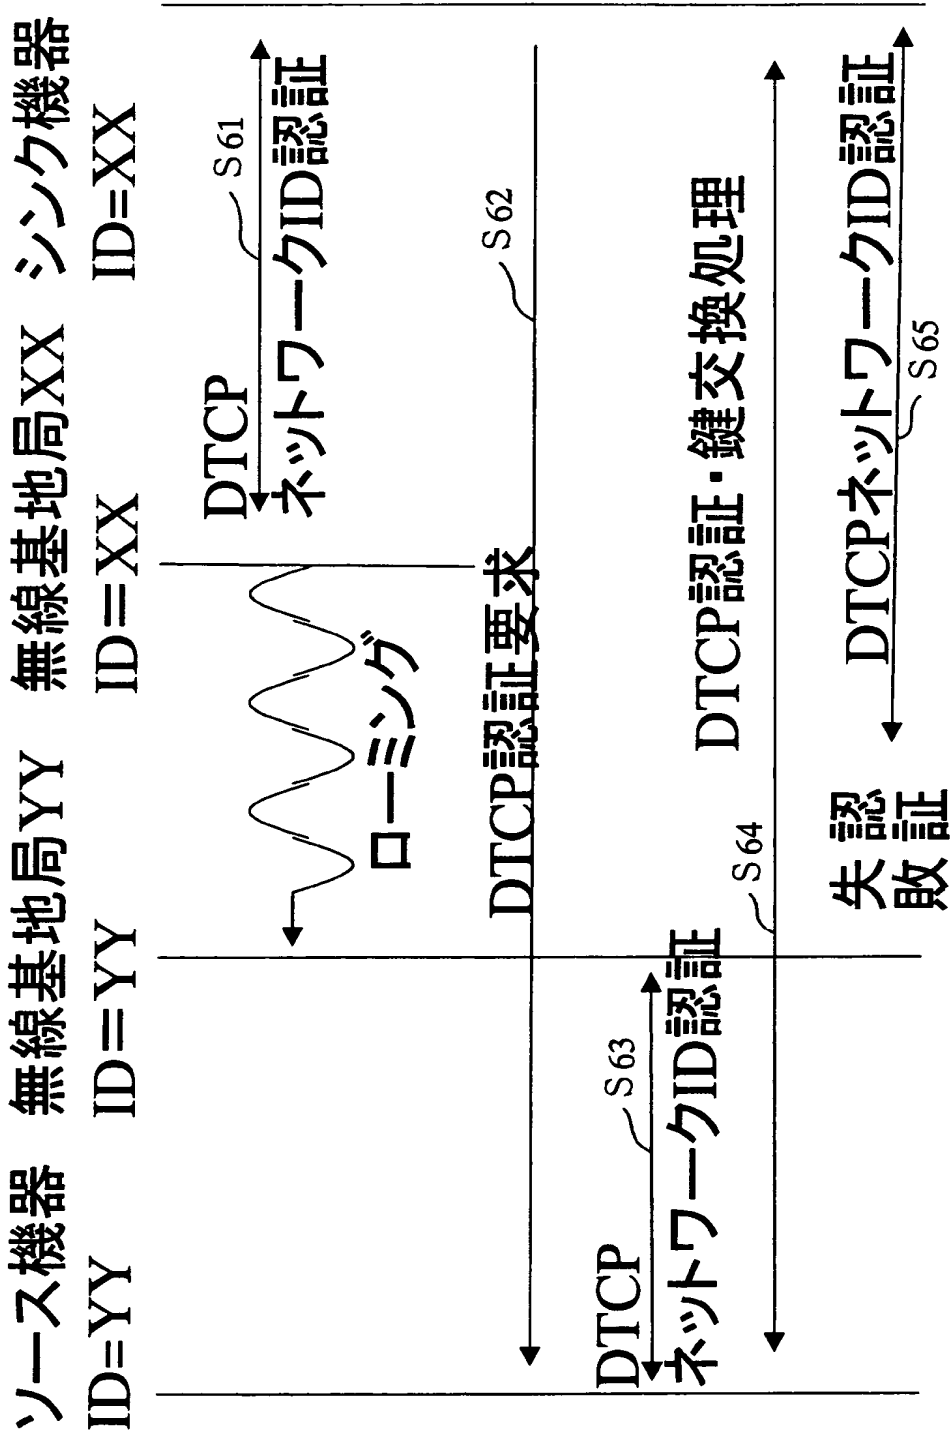 ソース機器
ID=YY
無線基地局YY
ID=YY
無線基地局XX
ID=XX
シンク機器
ID=XX
S61
DTCP
ネットワークID認証
ローミング
S62
DTCP認証要求
S63
DTCP
ネットワークID認証
DTCP認証・鍵交換処理
S64
DTCPネットワークID認証
S65
認証
失敗